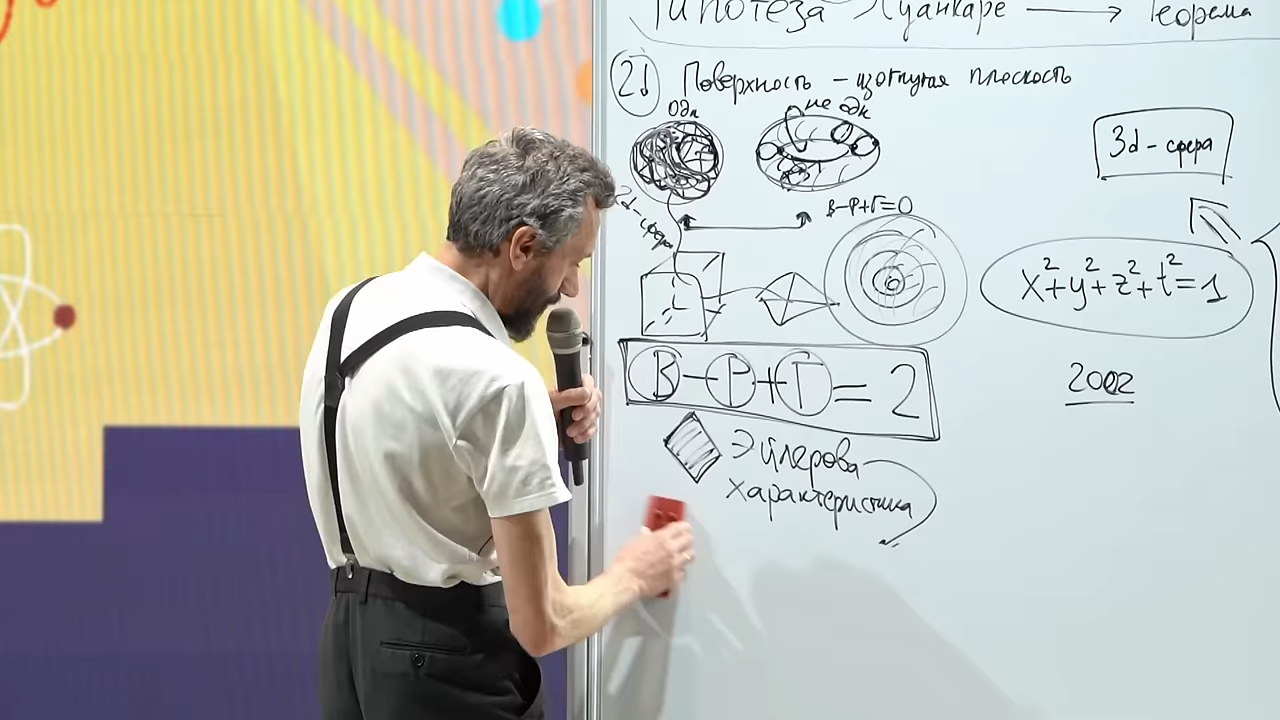 Гипотеза Пуанкаре → Теорема
2d Поверхность – изогнутая плоскость
одн не одн
3d – сфера
2d-сфера
В–Р+Г=0
x²+y²+z²+t²=1
В–Р+Г=2
2002
Эйлерова
характеристика